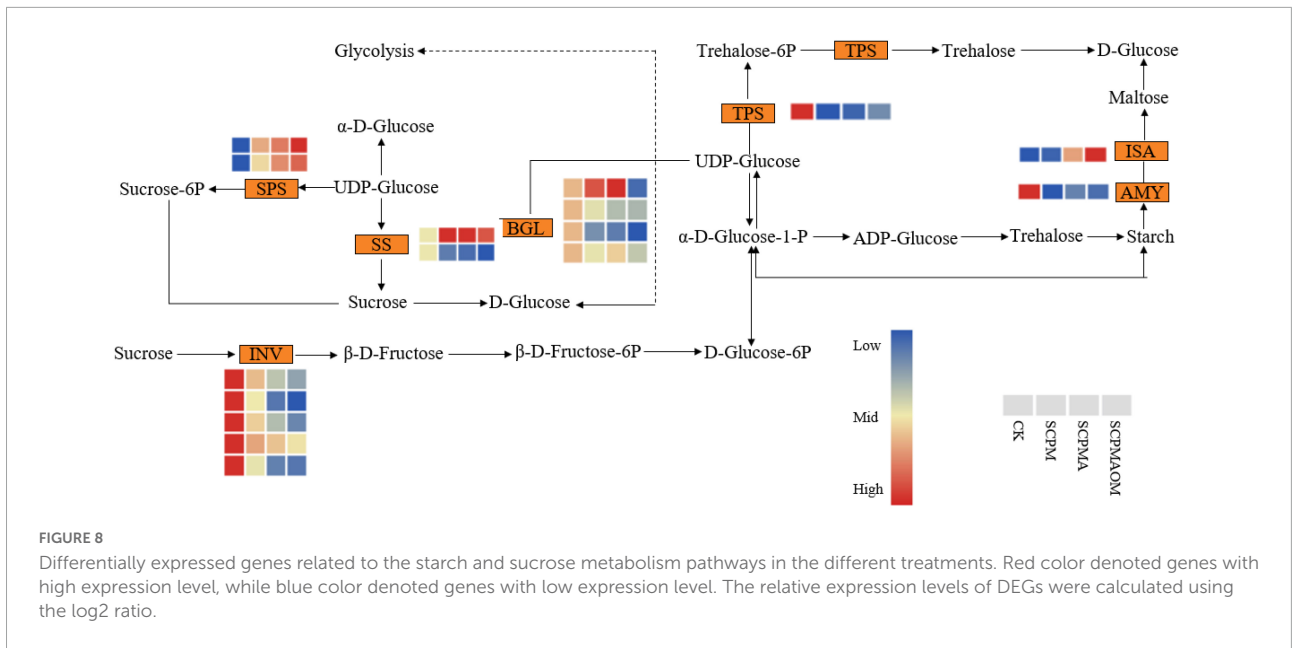 Glycolysis
Trehalose-6P TPS Trehalose D-Glucose
Maltose
TPS
α-D-Glucose
ISA
UDP-Glucose
Sucrose-6P SPS UDP-Glucose
AMY
BGL
SS
α-D-Glucose-1-P ADP-Glucose Trehalose Starch
Sucrose D-Glucose
Sucrose INV β-D-Fructose β-D-Fructose-6P D-Glucose-6P
Low
Mid
High
CK
SCPM
SCPMA
SCPMAOM
FIGURE 8
Differentially expressed genes related to the starch and sucrose metabolism pathways in the different treatments. Red color denoted genes with
high expression level, while blue color denoted genes with low expression level. The relative expression levels of DEGs were calculated using
the log2 ratio.